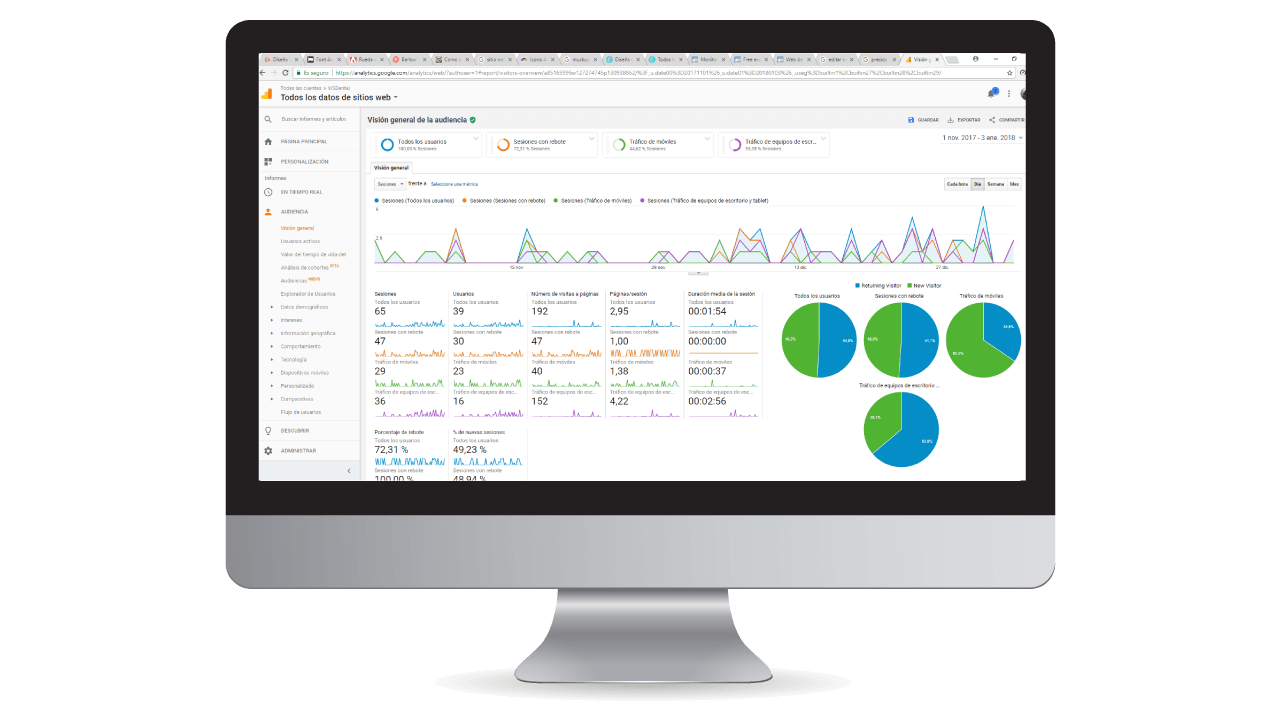 Es seguro
Todas las cuentas > WSDental
Todos los datos de sitios web
Buscar informes y artículos
Visión general de la audiencia
GUARDAR
EXPORTAR
COMPARTIR
1 nov. 2017 - 3 ene. 2018
PÁGINA PRINCIPAL
PERSONALIZACIÓN
Informes
EN TIEMPO REAL
AUDIENCIA
Visión general
Usuarios activos
Valor del tiempo de vida del
Análisis de cohortes BETA
Audiencias NUEVO
Explorador de Usuarios
Datos demográficos
Intereses
Información geográfica
Comportamiento
Tecnología
Dispositivos móviles
Personalizado
Comparativas
Flujo de usuarios
DESCUBRIR
ADMINISTRAR
Todos los usuarios
100,00 % Sesiones
Sesiones con rebote
72,31 % Sesiones
Tráfico de móviles
44,62 % Sesiones
Tráfico de equipos de escr...
55,38 % Sesiones
Visión general
Sesiones frente a Seleccione una métrica
Cada hora Día Semana Mes
Sesiones (Todos los usuarios) Sesiones (Sesiones con rebote) Sesiones (Tráfico de móviles) Sesiones (Tráfico de equipos de escritorio y tablet)
2,5
15 nov. 29 nov. 13 dic. 27 dic.
Returning Visitor New Visitor
Sesiones
Todos los usuarios
65
Sesiones con rebote
47
Tráfico de móviles
29
Tráfico de equipos de esc...
36
Usuarios
Todos los usuarios
39
Sesiones con rebote
30
Tráfico de móviles
23
Tráfico de equipos de esc...
16
Número de visitas a páginas
Todos los usuarios
192
Sesiones con rebote
47
Tráfico de móviles
40
Tráfico de equipos de esc...
152
Páginas/sesión
Todos los usuarios
2,95
Sesiones con rebote
1,00
Tráfico de móviles
1,38
Tráfico de equipos de esc...
4,22
Duración media de la sesión
Todos los usuarios
00:01:54
Sesiones con rebote
00:00:00
Tráfico de móviles
00:00:37
Tráfico de equipos de esc...
00:02:56
Porcentaje de rebote
Todos los usuarios
72,31 %
Sesiones con rebote
100,00 %
% de nuevas sesiones
Todos los usuarios
49,23 %
Sesiones con rebote
48,94 %
Todos los usuarios
Sesiones con rebote
Tráfico de móviles
Tráfico de equipos de escritorio ...